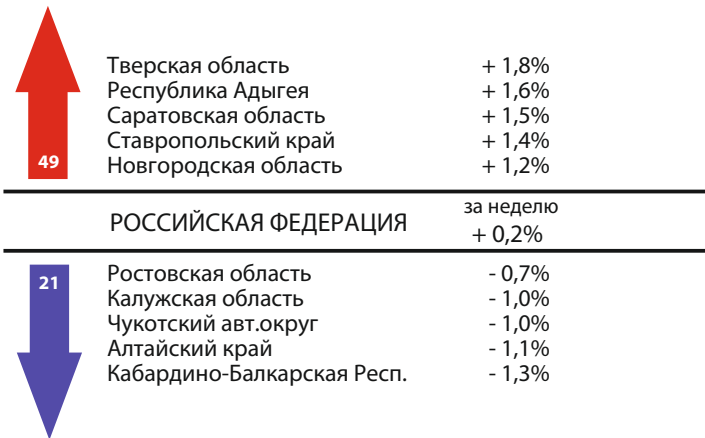 Тверская область + 1,8%
Республика Адыгея + 1,6%
Саратовская область + 1,5%
Ставропольский край + 1,4%
49 Новгородская область + 1,2%
РОССИЙСКАЯ ФЕДЕРАЦИЯ за неделю
+ 0,2%
21 Ростовская область - 0,7%
Калужская область - 1,0%
Чукотский авт.округ - 1,0%
Алтайский край - 1,1%
Кабардино-Балкарская Респ. - 1,3%